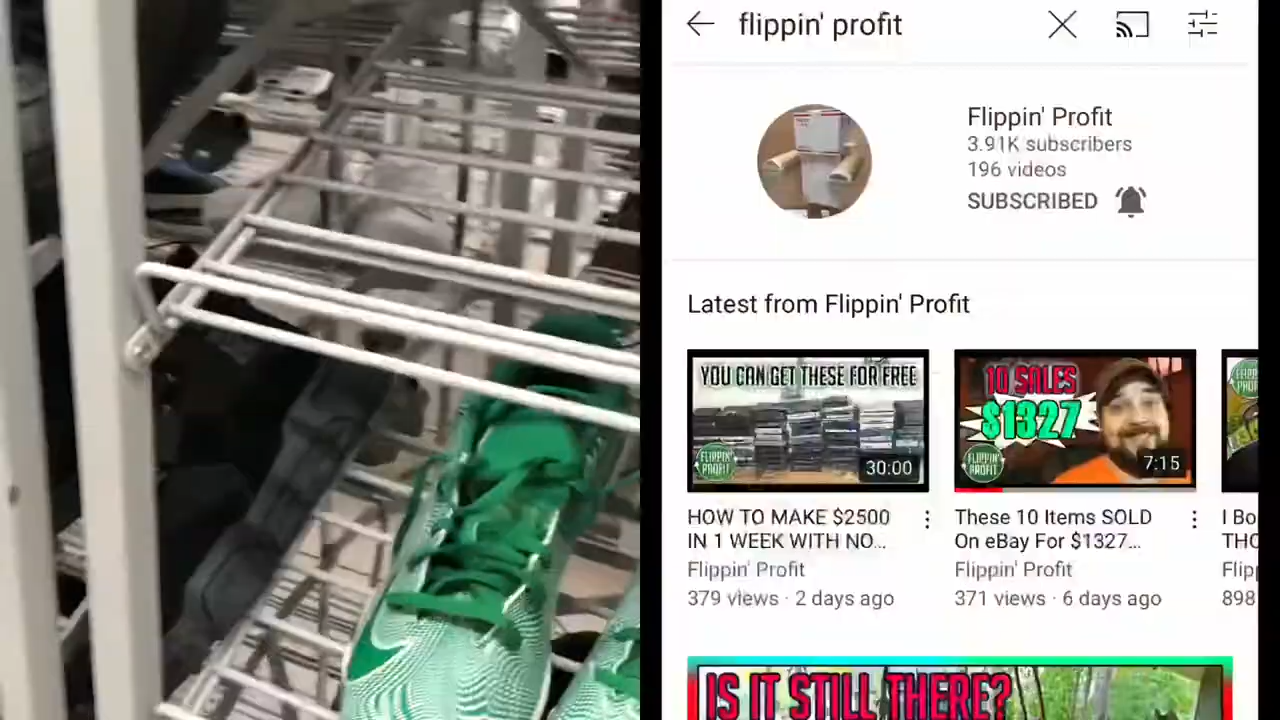 flippin' profit
Flippin' Profit
3.91K subscribers
196 videos
SUBSCRIBED
Latest from Flippin' Profit
YOU CAN GET THESE FOR FREE
FLIPPIN' PROFIT
30:00
10 SALES
$1327
FLIPPIN' PROFIT
7:15
HOW TO MAKE $2500
IN 1 WEEK WITH NO...
Flippin' Profit
379 views · 2 days ago
These 10 Items SOLD
On eBay For $1327...
Flippin' Profit
371 views · 6 days ago
I Bo
THO
Flipp
898
IS IT STILL THERE?